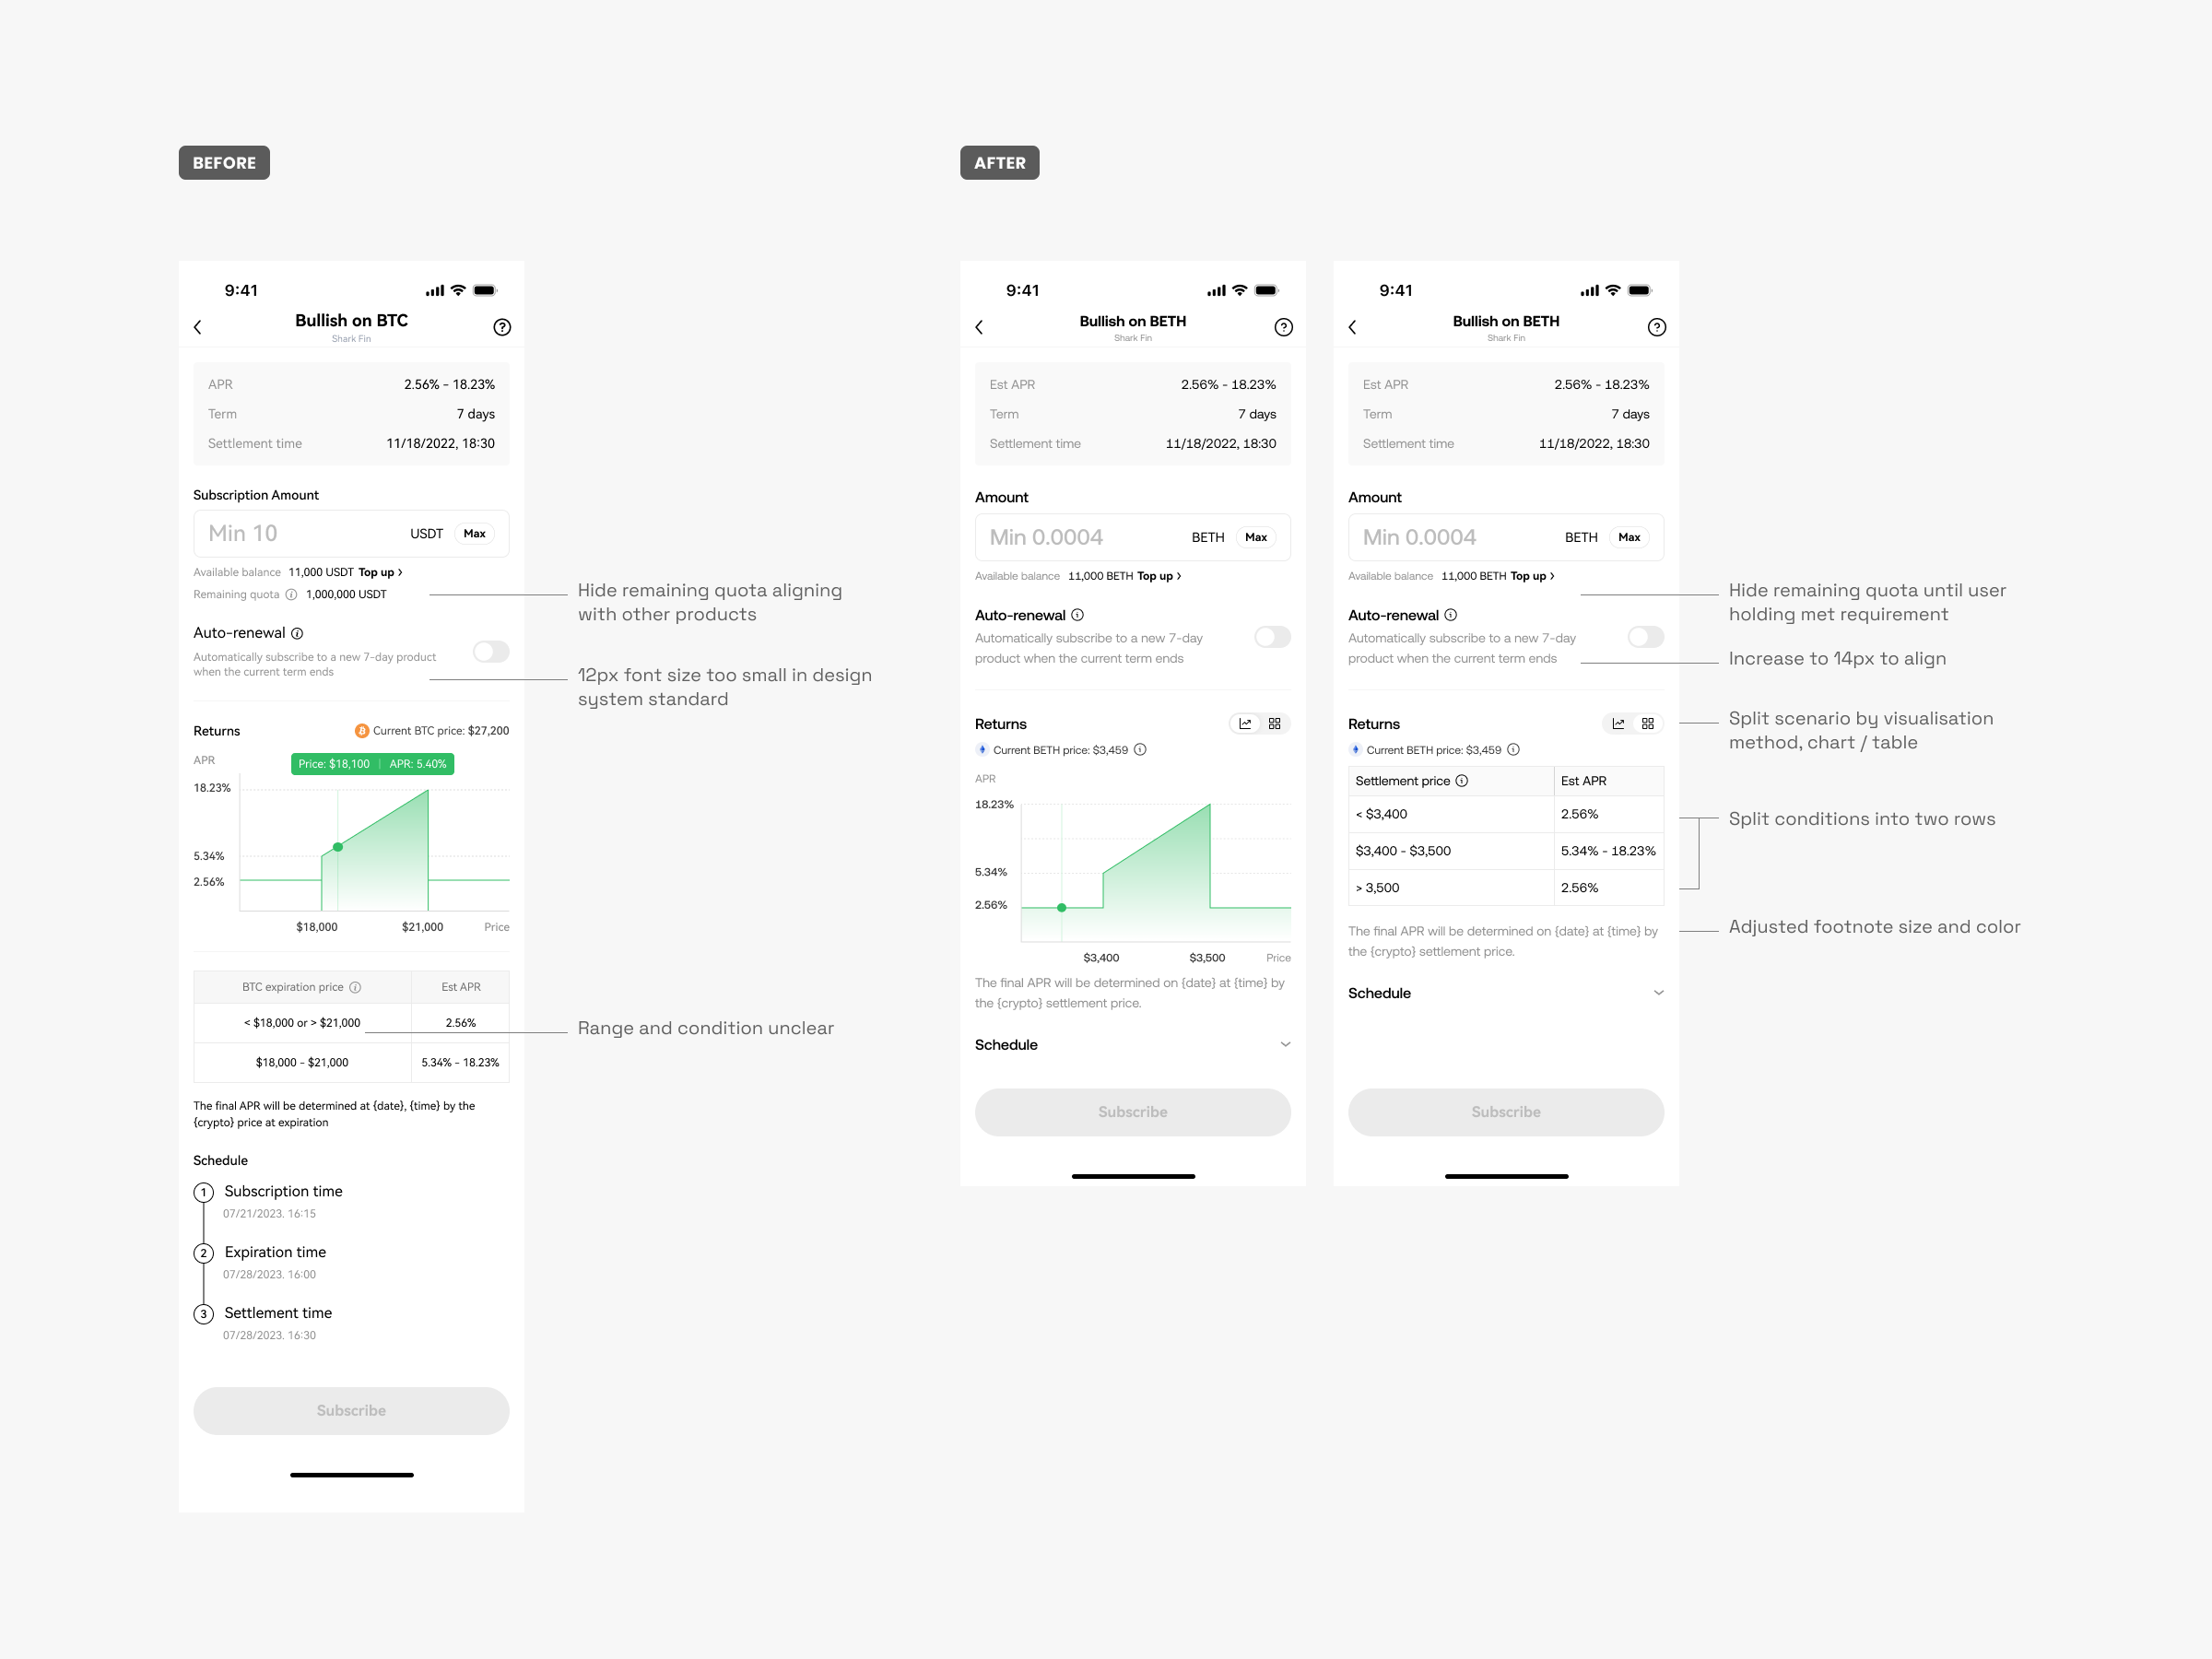 BEFORE
9:41
Bullish on BTC
Shark Fin
APR 2.56% - 18.23%
Term 7 days
Settlement time 11/18/2022, 18:30
Subscription Amount
Min 10 USDT Max
Available balance 11,000 USDT Top up
Remaining quota 1,000,000 USDT
Auto-renewal
Automatically subscribe to a new 7-day product
when the current term ends
Returns Current BTC price: $27,200
APR
Price: $18,100 | APR: 5.40%
18.23%
5.34%
2.56%
$18,000 $21,000 Price
BTC expiration price Est APR
< $18,000 or > $21,000 2.56%
$18,000 - $21,000 5.34% - 18.23%
The final APR will be determined at {date}, {time} by the
{crypto} price at expiration
Schedule
1 Subscription time
07/21/2023. 16:15
2 Expiration time
07/28/2023. 16:00
3 Settlement time
07/28/2023. 16:30
Subscribe
Hide remaining quota aligning
with other products
12px font size too small in design
system standard
Range and condition unclear
AFTER
9:41
Bullish on BETH
Shark Fin
Est APR 2.56% - 18.23%
Term 7 days
Settlement time 11/18/2022, 18:30
Amount
Min 0.0004 BETH Max
Available balance 11,000 BETH Top up
Auto-renewal
Automatically subscribe to a new 7-day
product when the current term ends
Returns
Current BETH price: $3,459
APR
18.23%
5.34%
2.56%
$3,400 $3,500 Price
The final APR will be determined on {date} at {time} by
the {crypto} settlement price.
Schedule
Subscribe
9:41
Bullish on BETH
Shark Fin
Est APR 2.56% - 18.23%
Term 7 days
Settlement time 11/18/2022, 18:30
Amount
Min 0.0004 BETH Max
Available balance 11,000 BETH Top up
Auto-renewal
Automatically subscribe to a new 7-day
product when the current term ends
Returns
Current BETH price: $3,459
Settlement price Est APR
< $3,400 2.56%
$3,400 - $3,500 5.34% - 18.23%
> 3,500 2.56%
The final APR will be determined on {date} at {time} by
the {crypto} settlement price.
Schedule
Subscribe
Hide remaining quota until user
holding met requirement
Increase to 14px to align
Split scenario by visualisation
method, chart / table
Split conditions into two rows
Adjusted footnote size and color